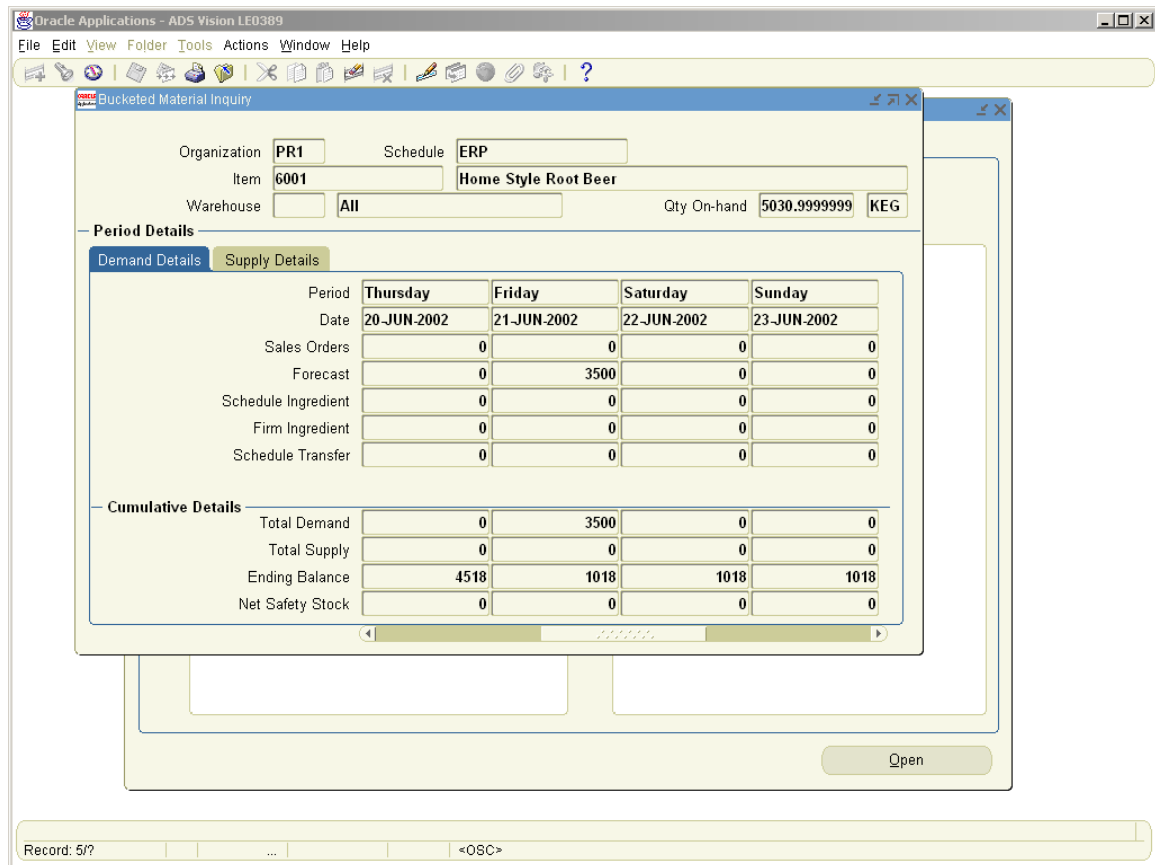 Oracle Applications - ADS Vision LE0389
File Edit View Folder Tools Actions Window Help
Bucketed Material Inquiry
Organization PR1 Schedule ERP
Item 6001 Home Style Root Beer
Warehouse All Qty On-hand 5030.9999999 KEG
Period Details
Demand Details Supply Details
Period Thursday Friday Saturday Sunday
Date 20-JUN-2002 21-JUN-2002 22-JUN-2002 23-JUN-2002
Sales Orders 0 0 0 0
Forecast 0 3500 0 0
Schedule Ingredient 0 0 0 0
Firm Ingredient 0 0 0 0
Schedule Transfer 0 0 0 0
Cumulative Details
Total Demand 0 3500 0 0
Total Supply 0 0 0 0
Ending Balance 4518 1018 1018 1018
Net Safety Stock 0 0 0 0
Open
Record: 5/? ... <OSC>